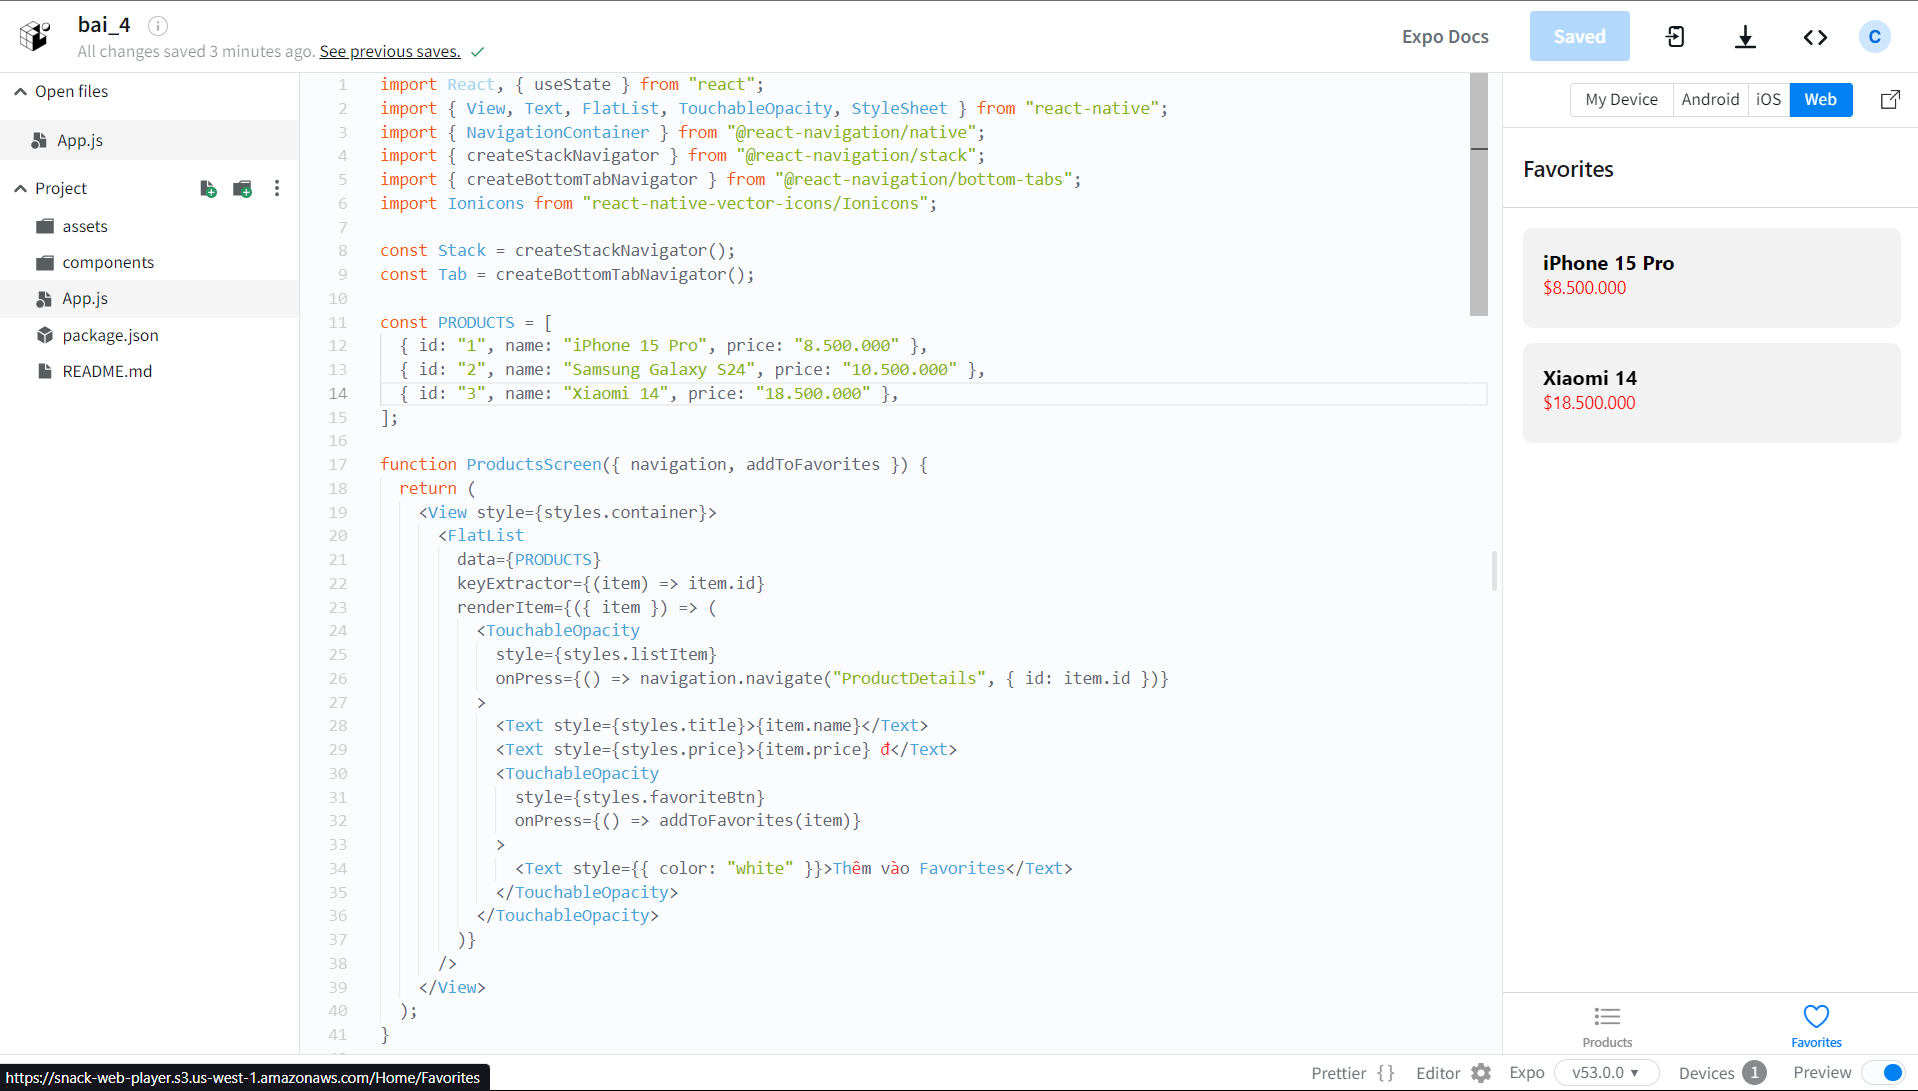 bai_4
All changes saved 3 minutes ago. See previous saves.
Expo Docs
Saved
C
Open files
App.js
Project
assets
components
App.js
package.json
README.md
1 import React, { useState } from "react";
2 import { View, Text, FlatList, TouchableOpacity, StyleSheet } from "react-native";
3 import { NavigationContainer } from "@react-navigation/native";
4 import { createStackNavigator } from "@react-navigation/stack";
5 import { createBottomTabNavigator } from "@react-navigation/bottom-tabs";
6 import Ionicons from "react-native-vector-icons/Ionicons";
7
8 const Stack = createStackNavigator();
9 const Tab = createBottomTabNavigator();
10
11 const PRODUCTS = [
12 { id: "1", name: "iPhone 15 Pro", price: "8.500.000" },
13 { id: "2", name: "Samsung Galaxy S24", price: "10.500.000" },
14 { id: "3", name: "Xiaomi 14", price: "18.500.000" },
15 ];
16
17 function ProductsScreen({ navigation, addToFavorites }) {
18 return (
19 <View style={styles.container}>
20 <FlatList
21 data={PRODUCTS}
22 keyExtractor={(item) => item.id}
23 renderItem={({ item }) => (
24 <TouchableOpacity
25 style={styles.listItem}
26 onPress={() => navigation.navigate("ProductDetails", { id: item.id })}
27 >
28 <Text style={styles.title}>{item.name}</Text>
29 <Text style={styles.price}>{item.price} đ</Text>
30 <TouchableOpacity
31 style={styles.favoriteBtn}
32 onPress={() => addToFavorites(item)}
33 >
34 <Text style={{ color: "white" }}>Thêm vào Favorites</Text>
35 </TouchableOpacity>
36 </TouchableOpacity>
37 )}
38 />
39 </View>
40 );
41 }
My Device
Android
iOS
Web
Favorites
iPhone 15 Pro
$8.500.000
Xiaomi 14
$18.500.000
Products
Favorites
https://snack-web-player.s3.us-west-1.amazonaws.com/Home/Favorites
Prettier {}
Editor
Expo
v53.0.0
Devices 1
Preview